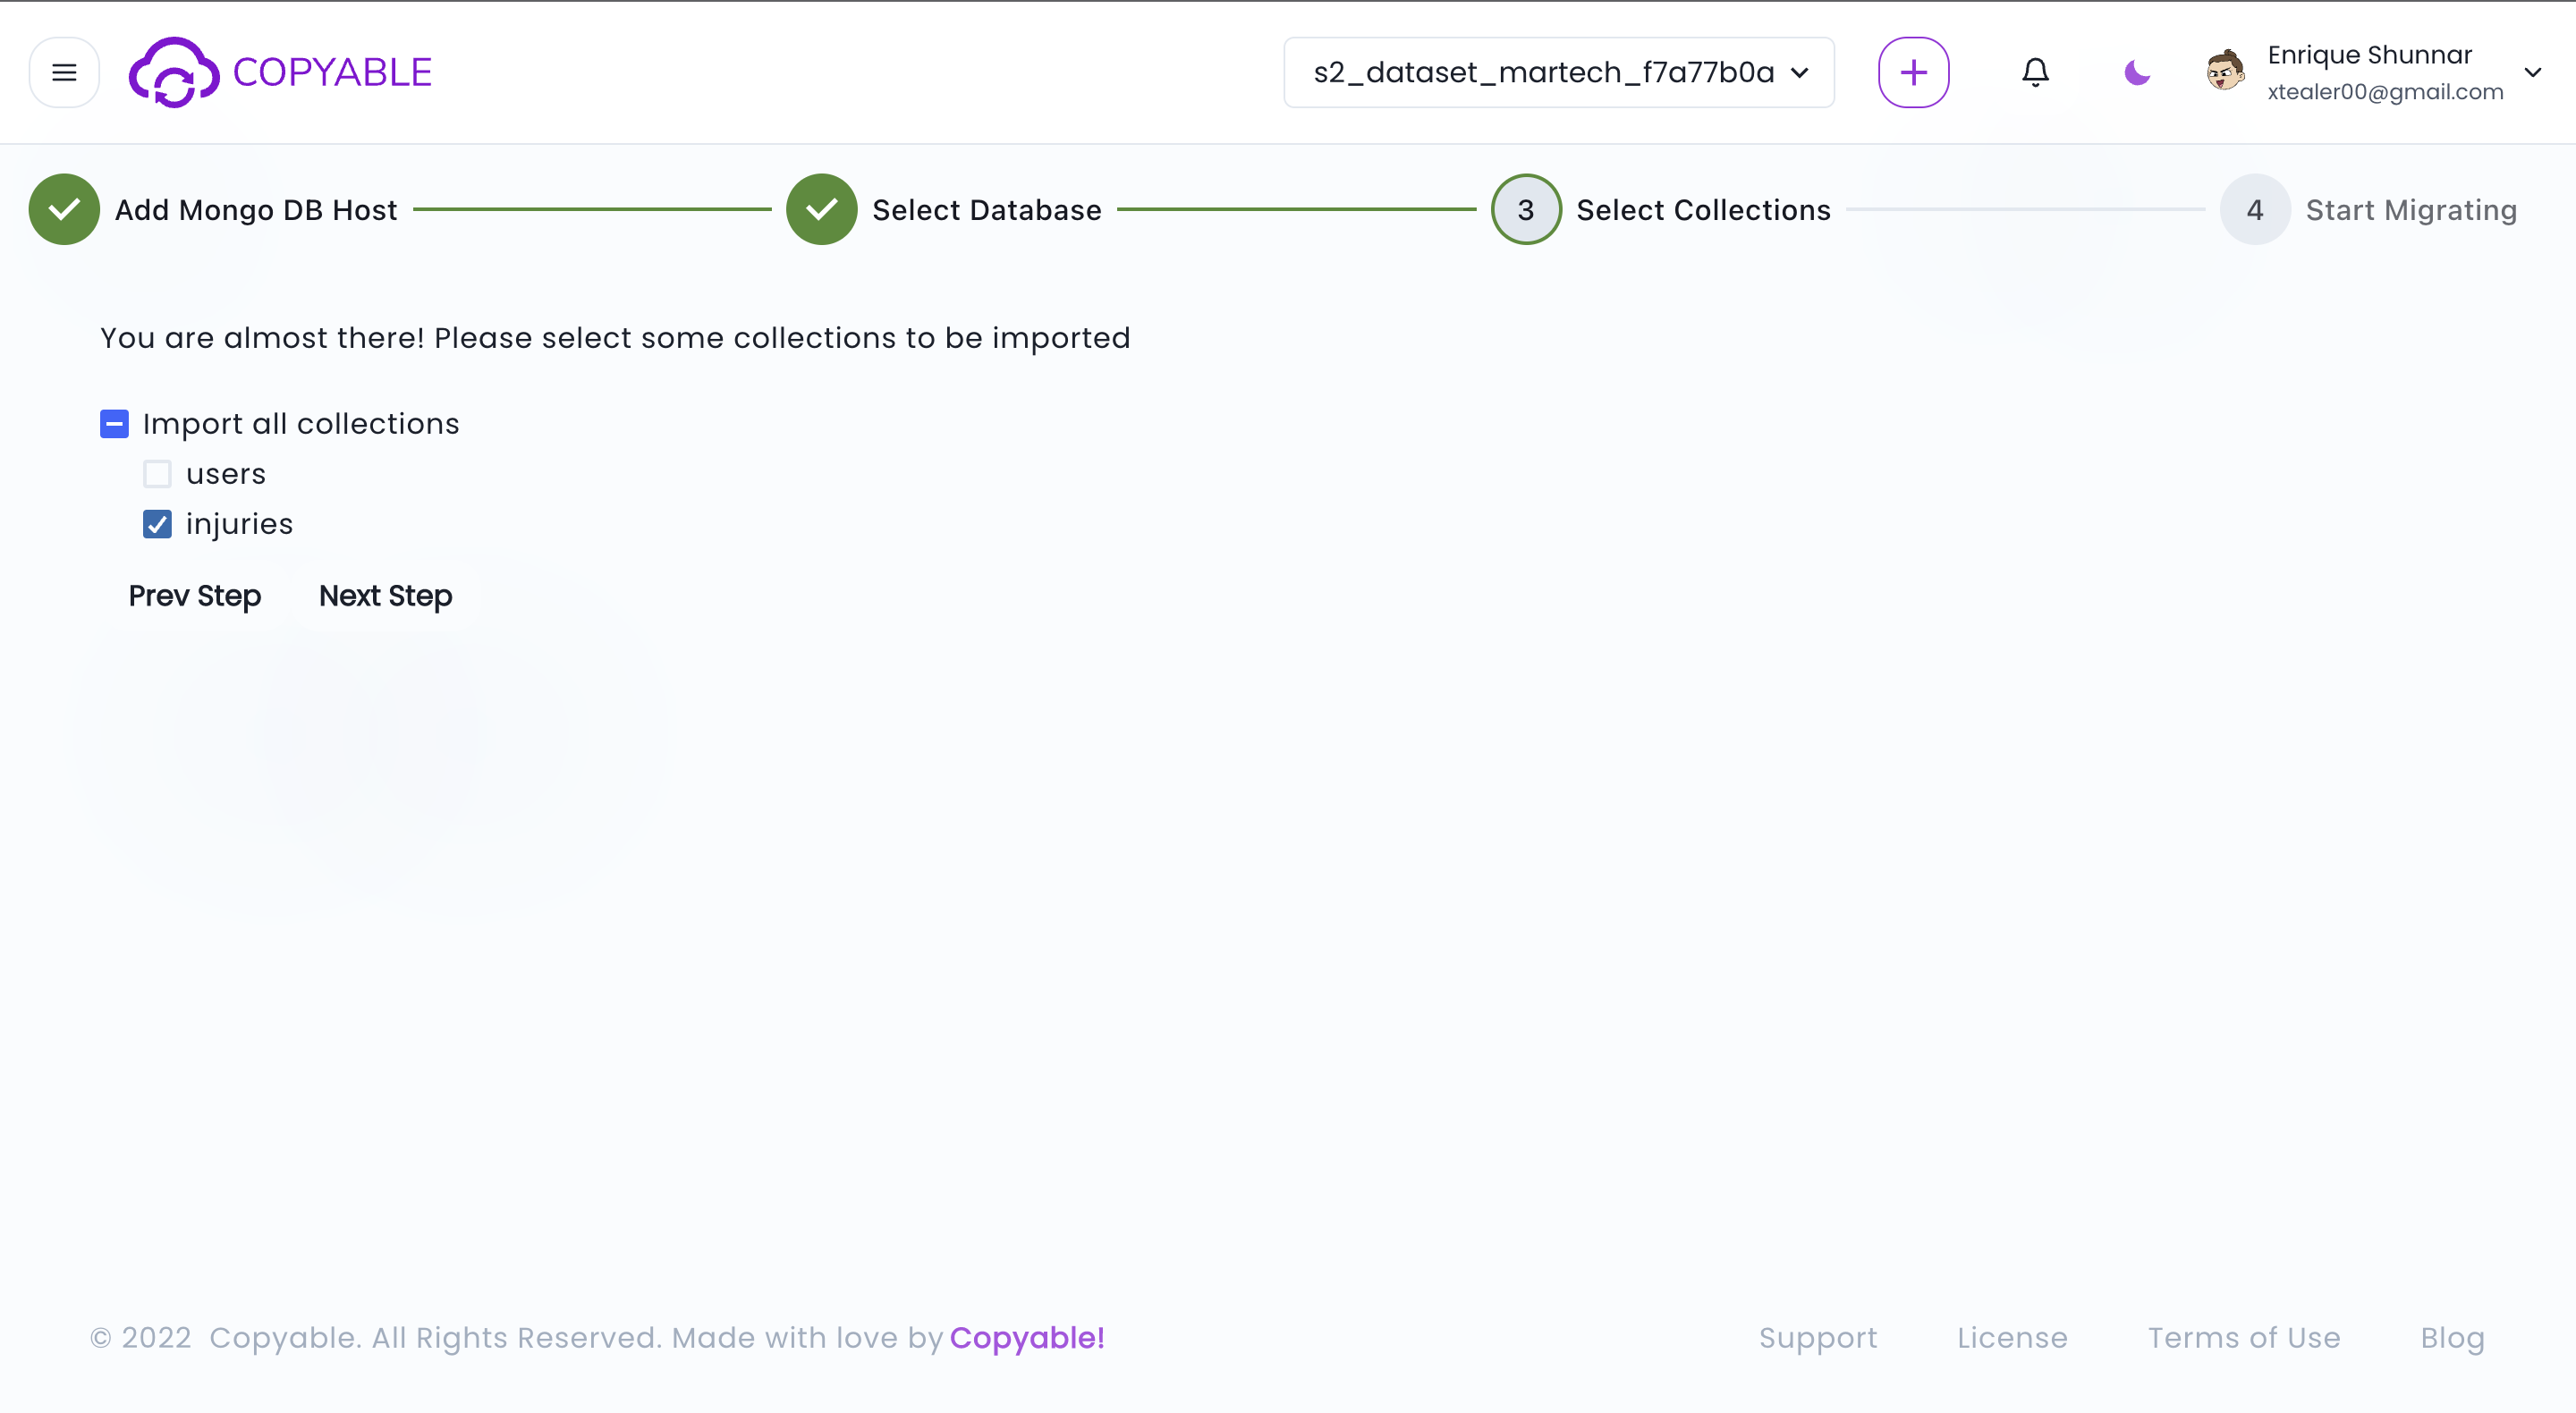 COPYABLE
s2_dataset_martech_f7a77b0a
Enrique Shunnar
xtealer00@gmail.com
Add Mongo DB Host
Select Database
3 Select Collections
4 Start Migrating
You are almost there! Please select some collections to be imported
Import all collections
users
injuries
Prev Step Next Step
© 2022 Copyable. All Rights Reserved. Made with love by Copyable!
Support License Terms of Use Blog